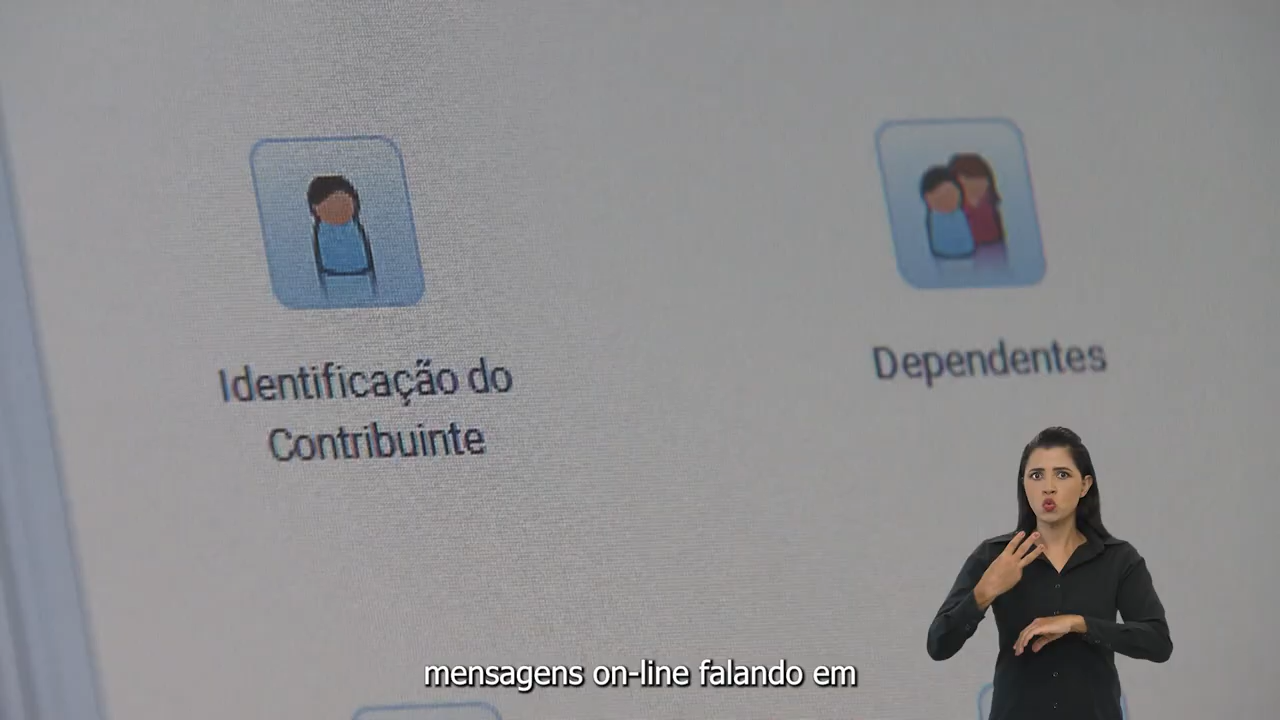 Identificação do
Contribuinte
Dependentes
mensagens on-line falando em